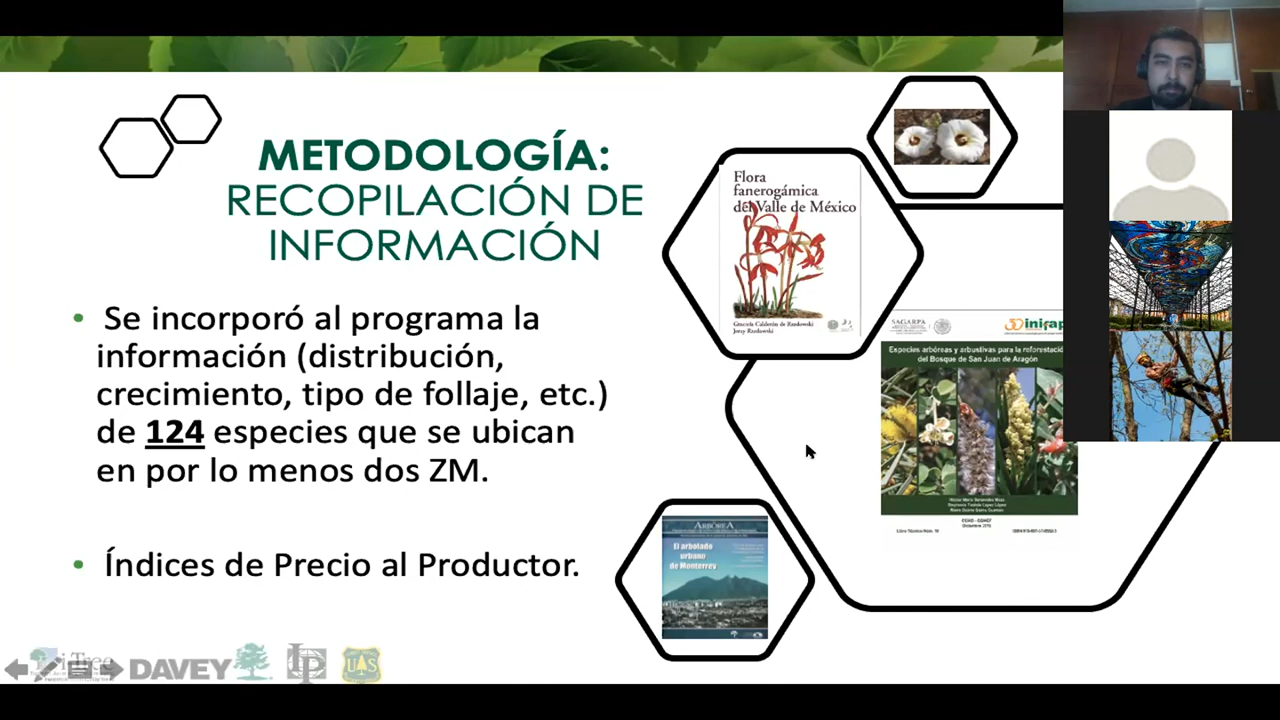 METODOLOGÍA:
RECOPILACIÓN DE
INFORMACIÓN
• Se incorporó al programa la
información (distribución,
crecimiento, tipo de follaje, etc.)
de 124 especies que se ubican
en por lo menos dos ZM.
• Índices de Precio al Productor.
Flora
fanerogámica
del Valle de México
Graciela Calderón de Rzedowski
Jerzy Rzedowski
SAGARPA
inifap
Especies arbóreas y arbustivas para la reforestació
del Bosque de San Juan de Aragón
ARBÓREA
El arbolado
urbano
de Monterrey
i-Tree
DAVEY
UAS